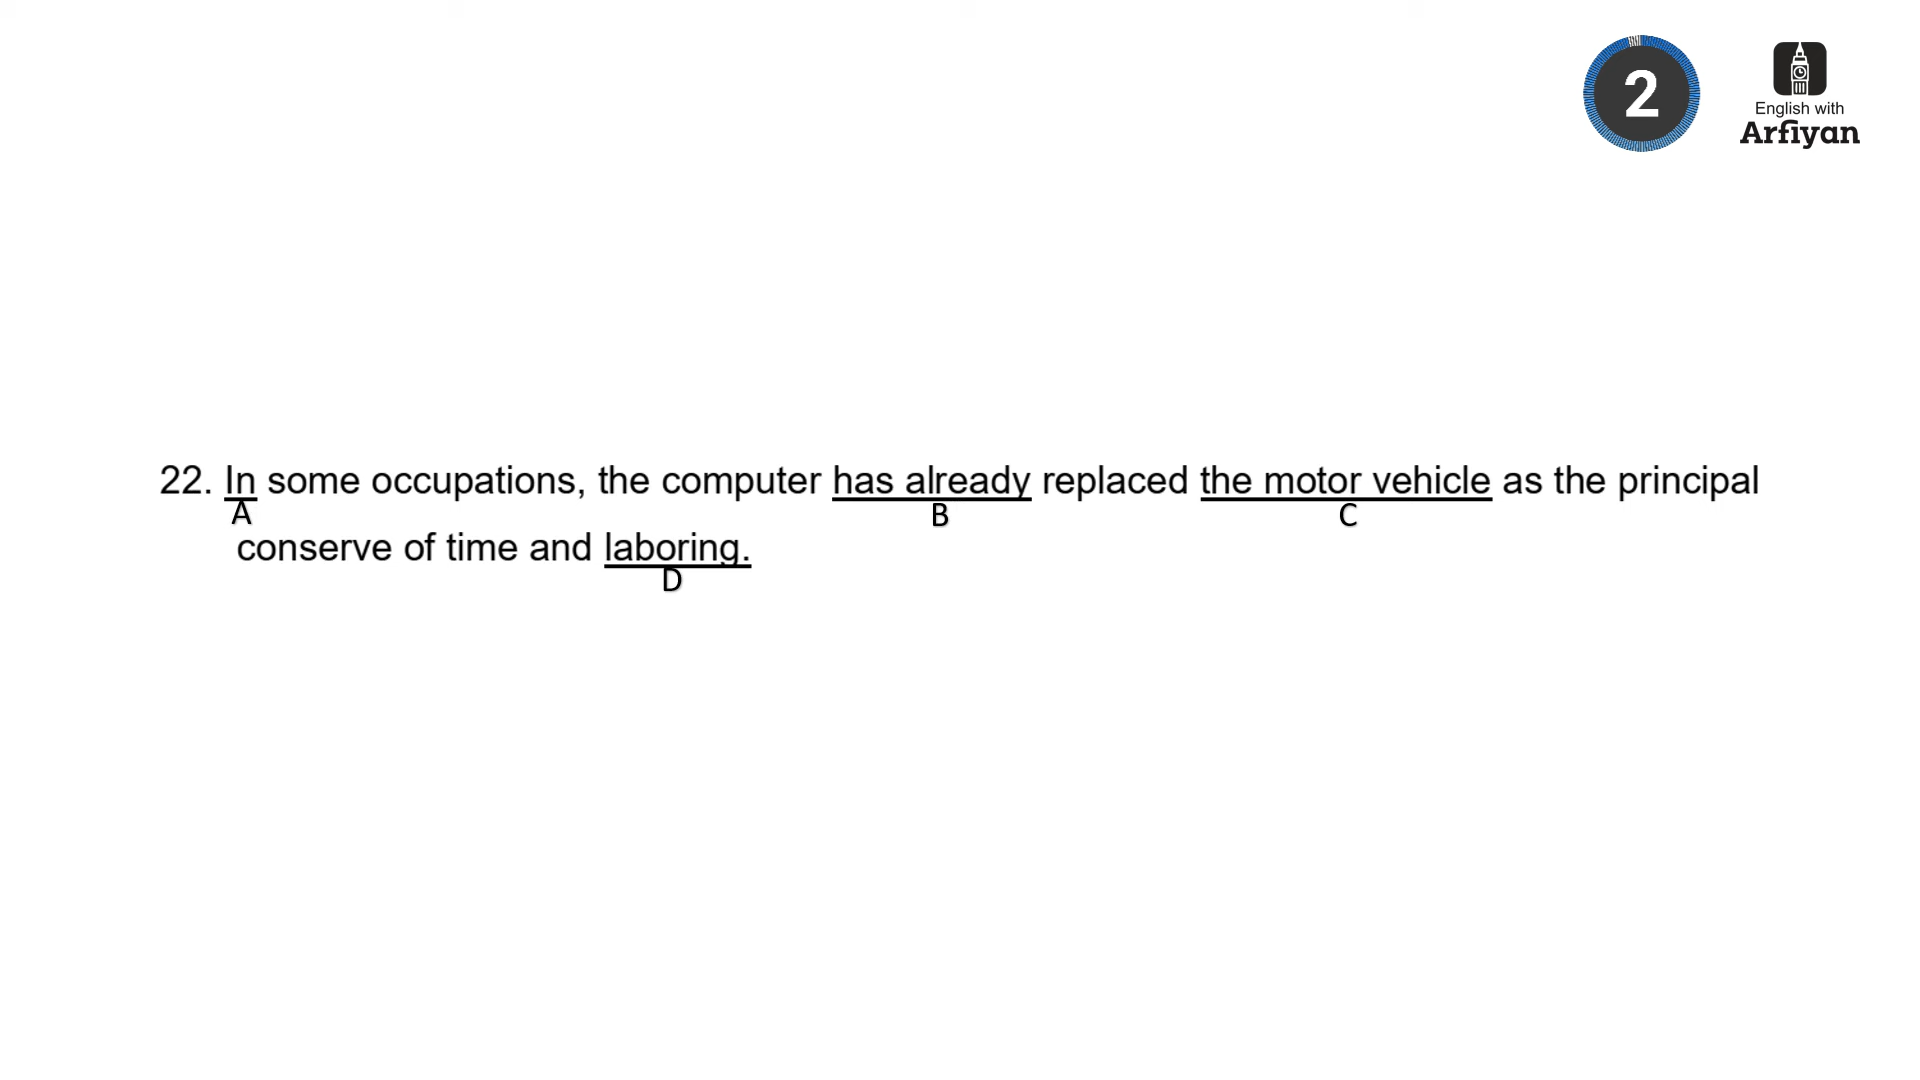 2
English with
Arfiyan
22. In some occupations, the computer has already replaced the motor vehicle as the principal
A
B
C
conserve of time and laboring.
D